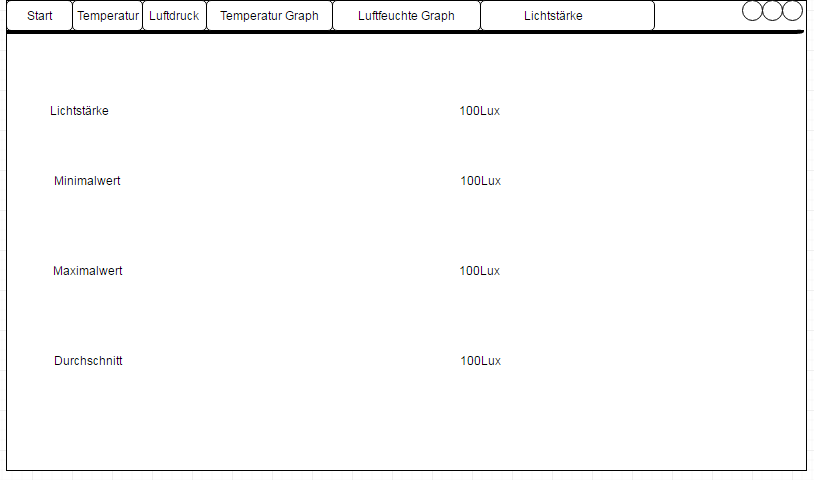 Start Temperatur Luftdruck Temperatur Graph Luftfeuchte Graph Lichtstärke
Lichtstärke 100Lux
Minimalwert 100Lux
Maximalwert 100Lux
Durchschnitt 100Lux